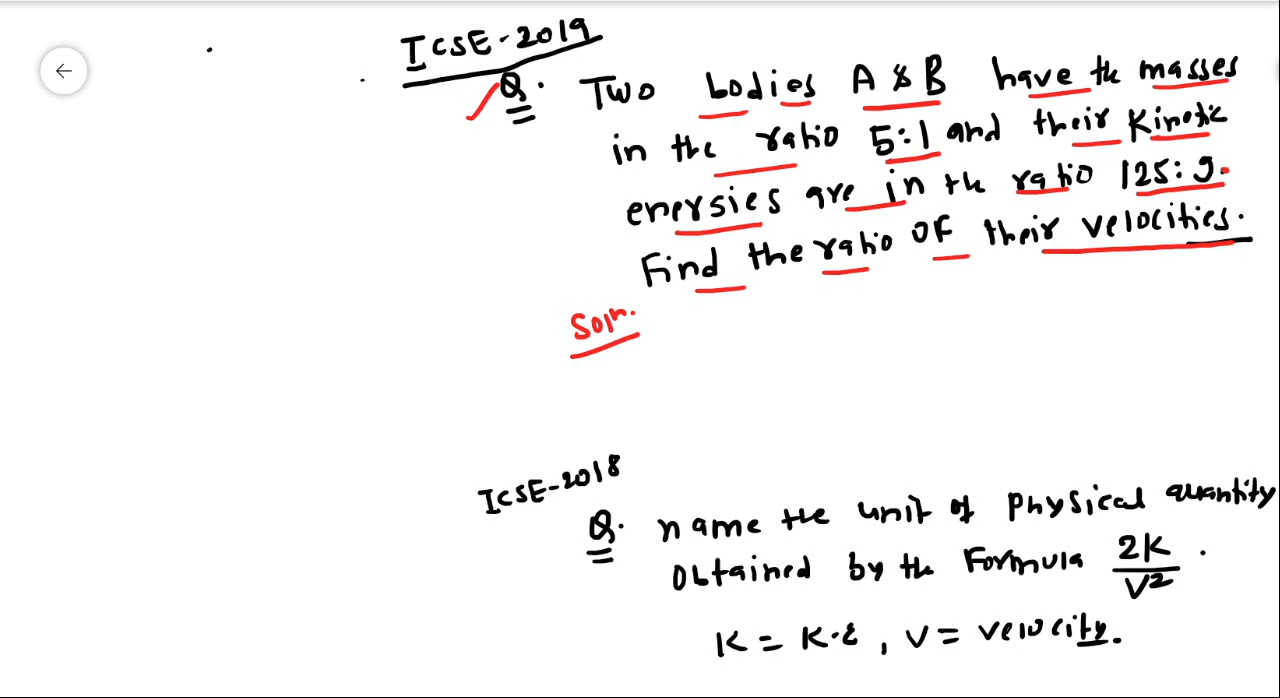 ICSE-2019
Q. Two bodies A & B have the masses
in the ratio 5:1 and their Kinetic
energies are in the ratio 125:9.
Find the ratio OF their velocities.
Soln.
ICSE-2018
Q. name the unit of physical quantity
Obtained by the Formula 2K/V².
K = K.E, V = velocity.